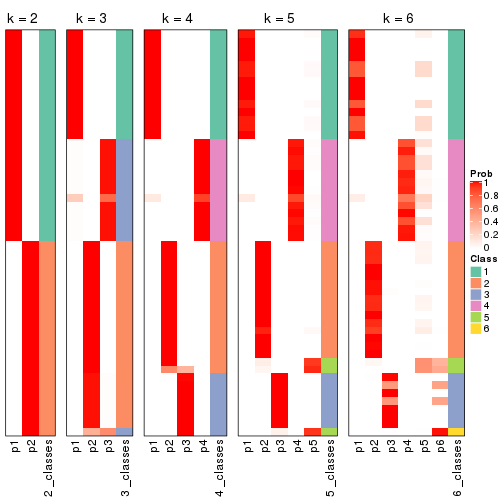 k = 2
k = 3
k = 4
k = 5
k = 6
Prob
1
0.8
0.6
0.4
0.2
0
Class
1
2
3
4
5
6
p1
p2
2_classes
p1
p2
p3
3_classes
p1
p2
p3
p4
4_classes
p1
p2
p3
p4
p5
5_classes
p1
p2
p3
p4
p5
p6
6_classes